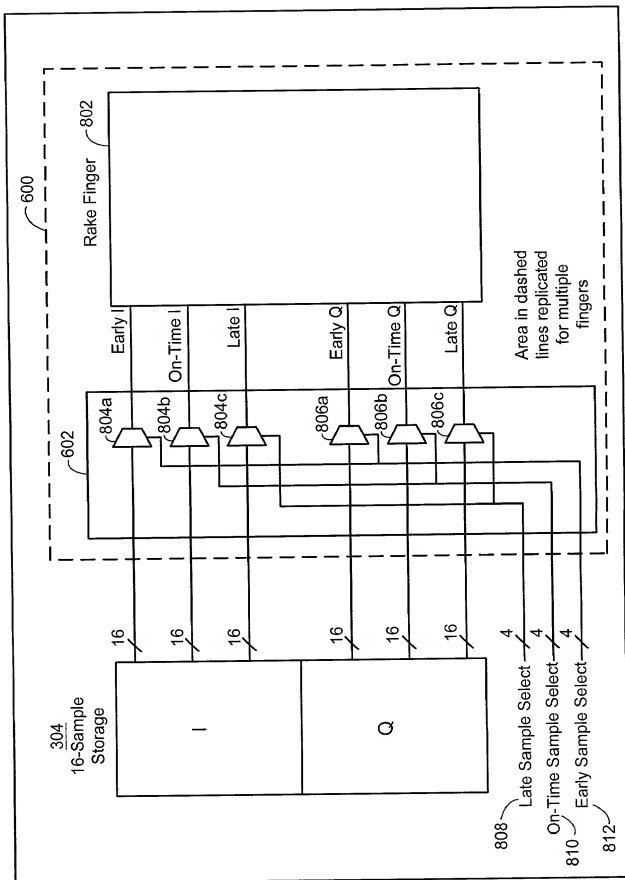 600
602
Rake Finger
802
804a
804b
804c
806a
806b
806c
Early I
On-Time I
Late I
Early Q
On-Time Q
Late Q
Area in dashed
lines replicated
for multiple
fingers
304
16-Sample
Storage
I
Q
16
16
16
16
16
16
4
4
4
808
Late Sample Select
On-Time Sample Select
810
Early Sample Select
812